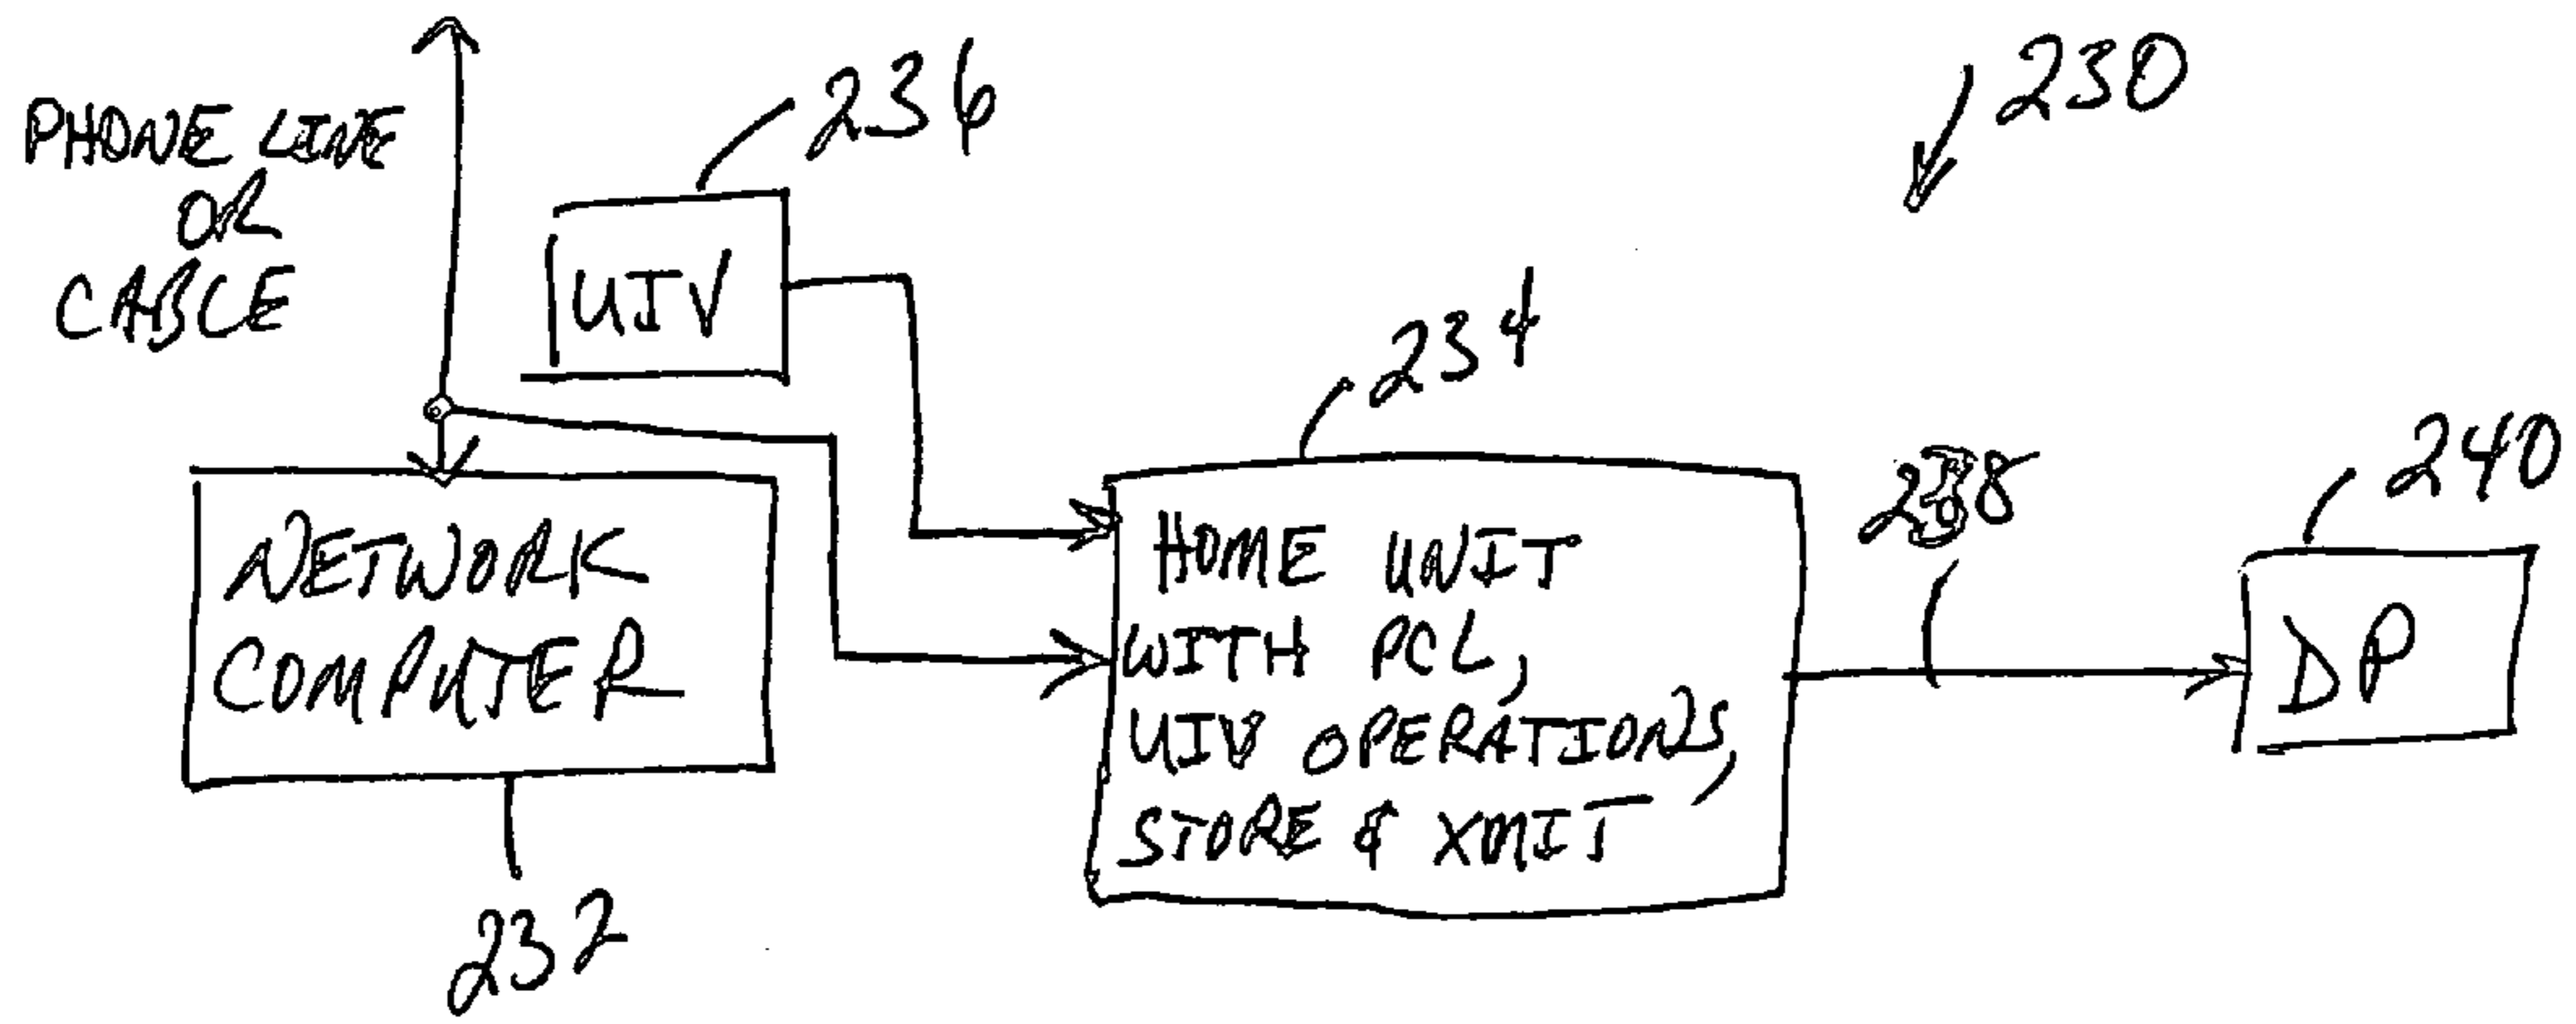 236
230
PHONE LINE
OR
CABLE
UIV
234
238
240
NETWORK
COMPUTER
HOME UNIT
WITH PCL,
UIV OPERATIONS,
STORE & XMIT
DP
232